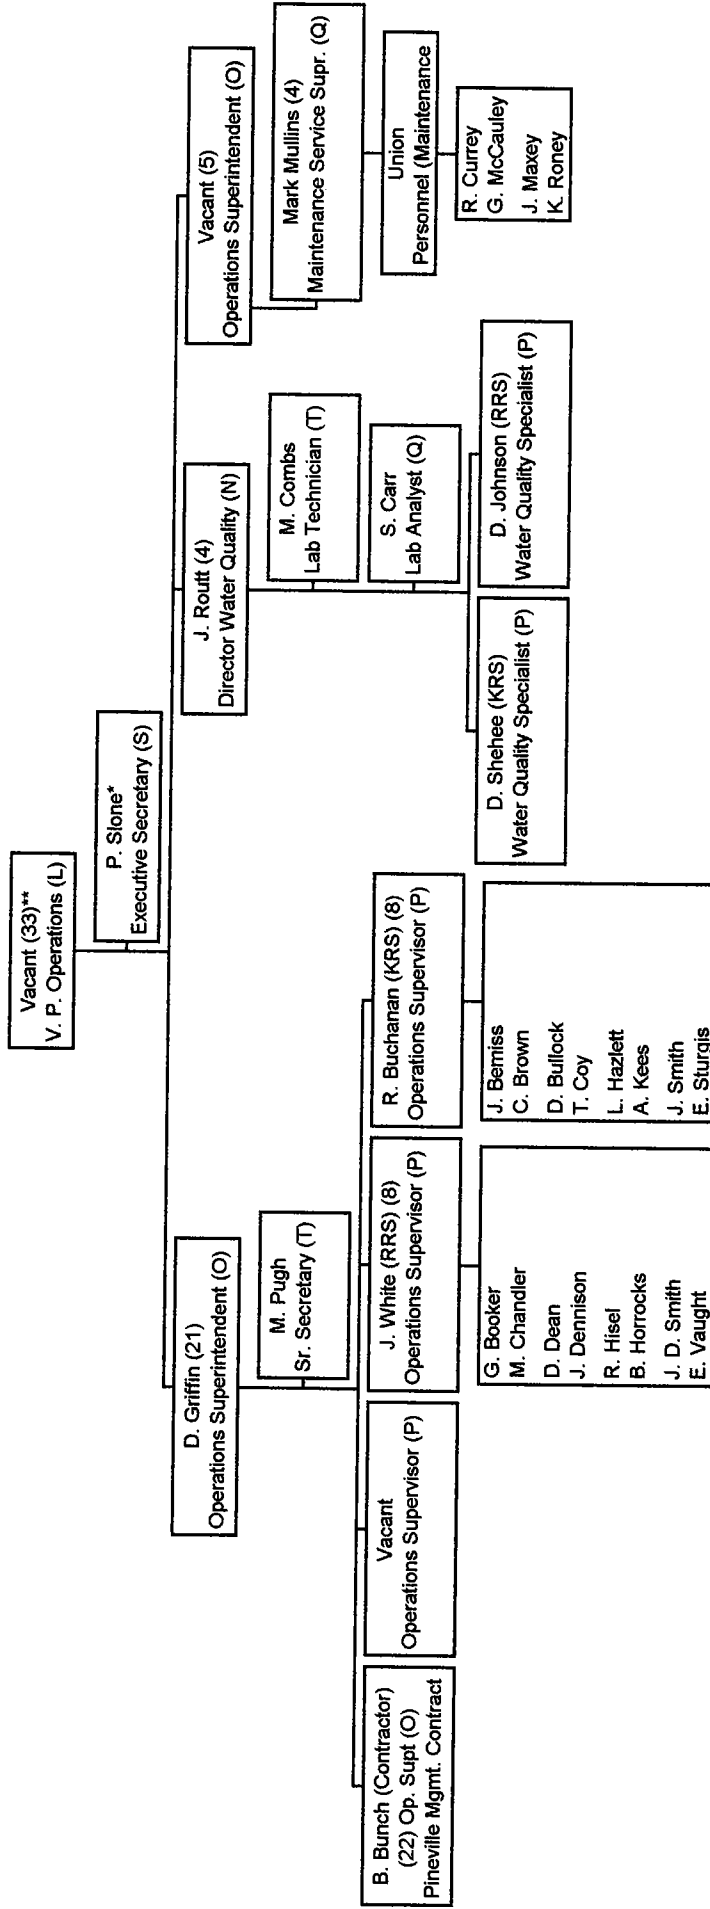 Vacant (33)**
V. P. Operations (L)
P. Slone*
Executive Secretary (S)
D. Griffin (21)
Operations Superintendent (O)
J. Routt (4)
Director Water Quality (N)
Vacant (5)
Operations Superintendent (O)
M. Pugh
Sr. Secretary (T)
M. Combs
Lab Technician (T)
Mark Mullins (4)
Maintenance Service Supr. (Q)
B. Bunch (Contractor)
(22) Op. Supt (O)
Pineville Mgmt. Contract
Vacant
Operations Supervisor (P)
J. White (RRS) (8)
Operations Supervisor (P)
R. Buchanan (KRS) (8)
Operations Supervisor (P)
S. Carr
Lab Analyst (Q)
Union
Personnel (Maintenance
G. Booker
M. Chandler
D. Dean
J. Dennison
R. Hisel
B. Horrocks
J. D. Smith
E. Vaught
J. Bemiss
C. Brown
D. Bullock
T. Coy
L. Hazlett
A. Kees
J. Smith
E. Sturgis
D. Shehee (KRS)
Water Quality Specialist (P)
D. Johnson (RRS)
Water Quality Specialist (P)
R. Currey
G. McCauley
J. Maxey
K. Roney